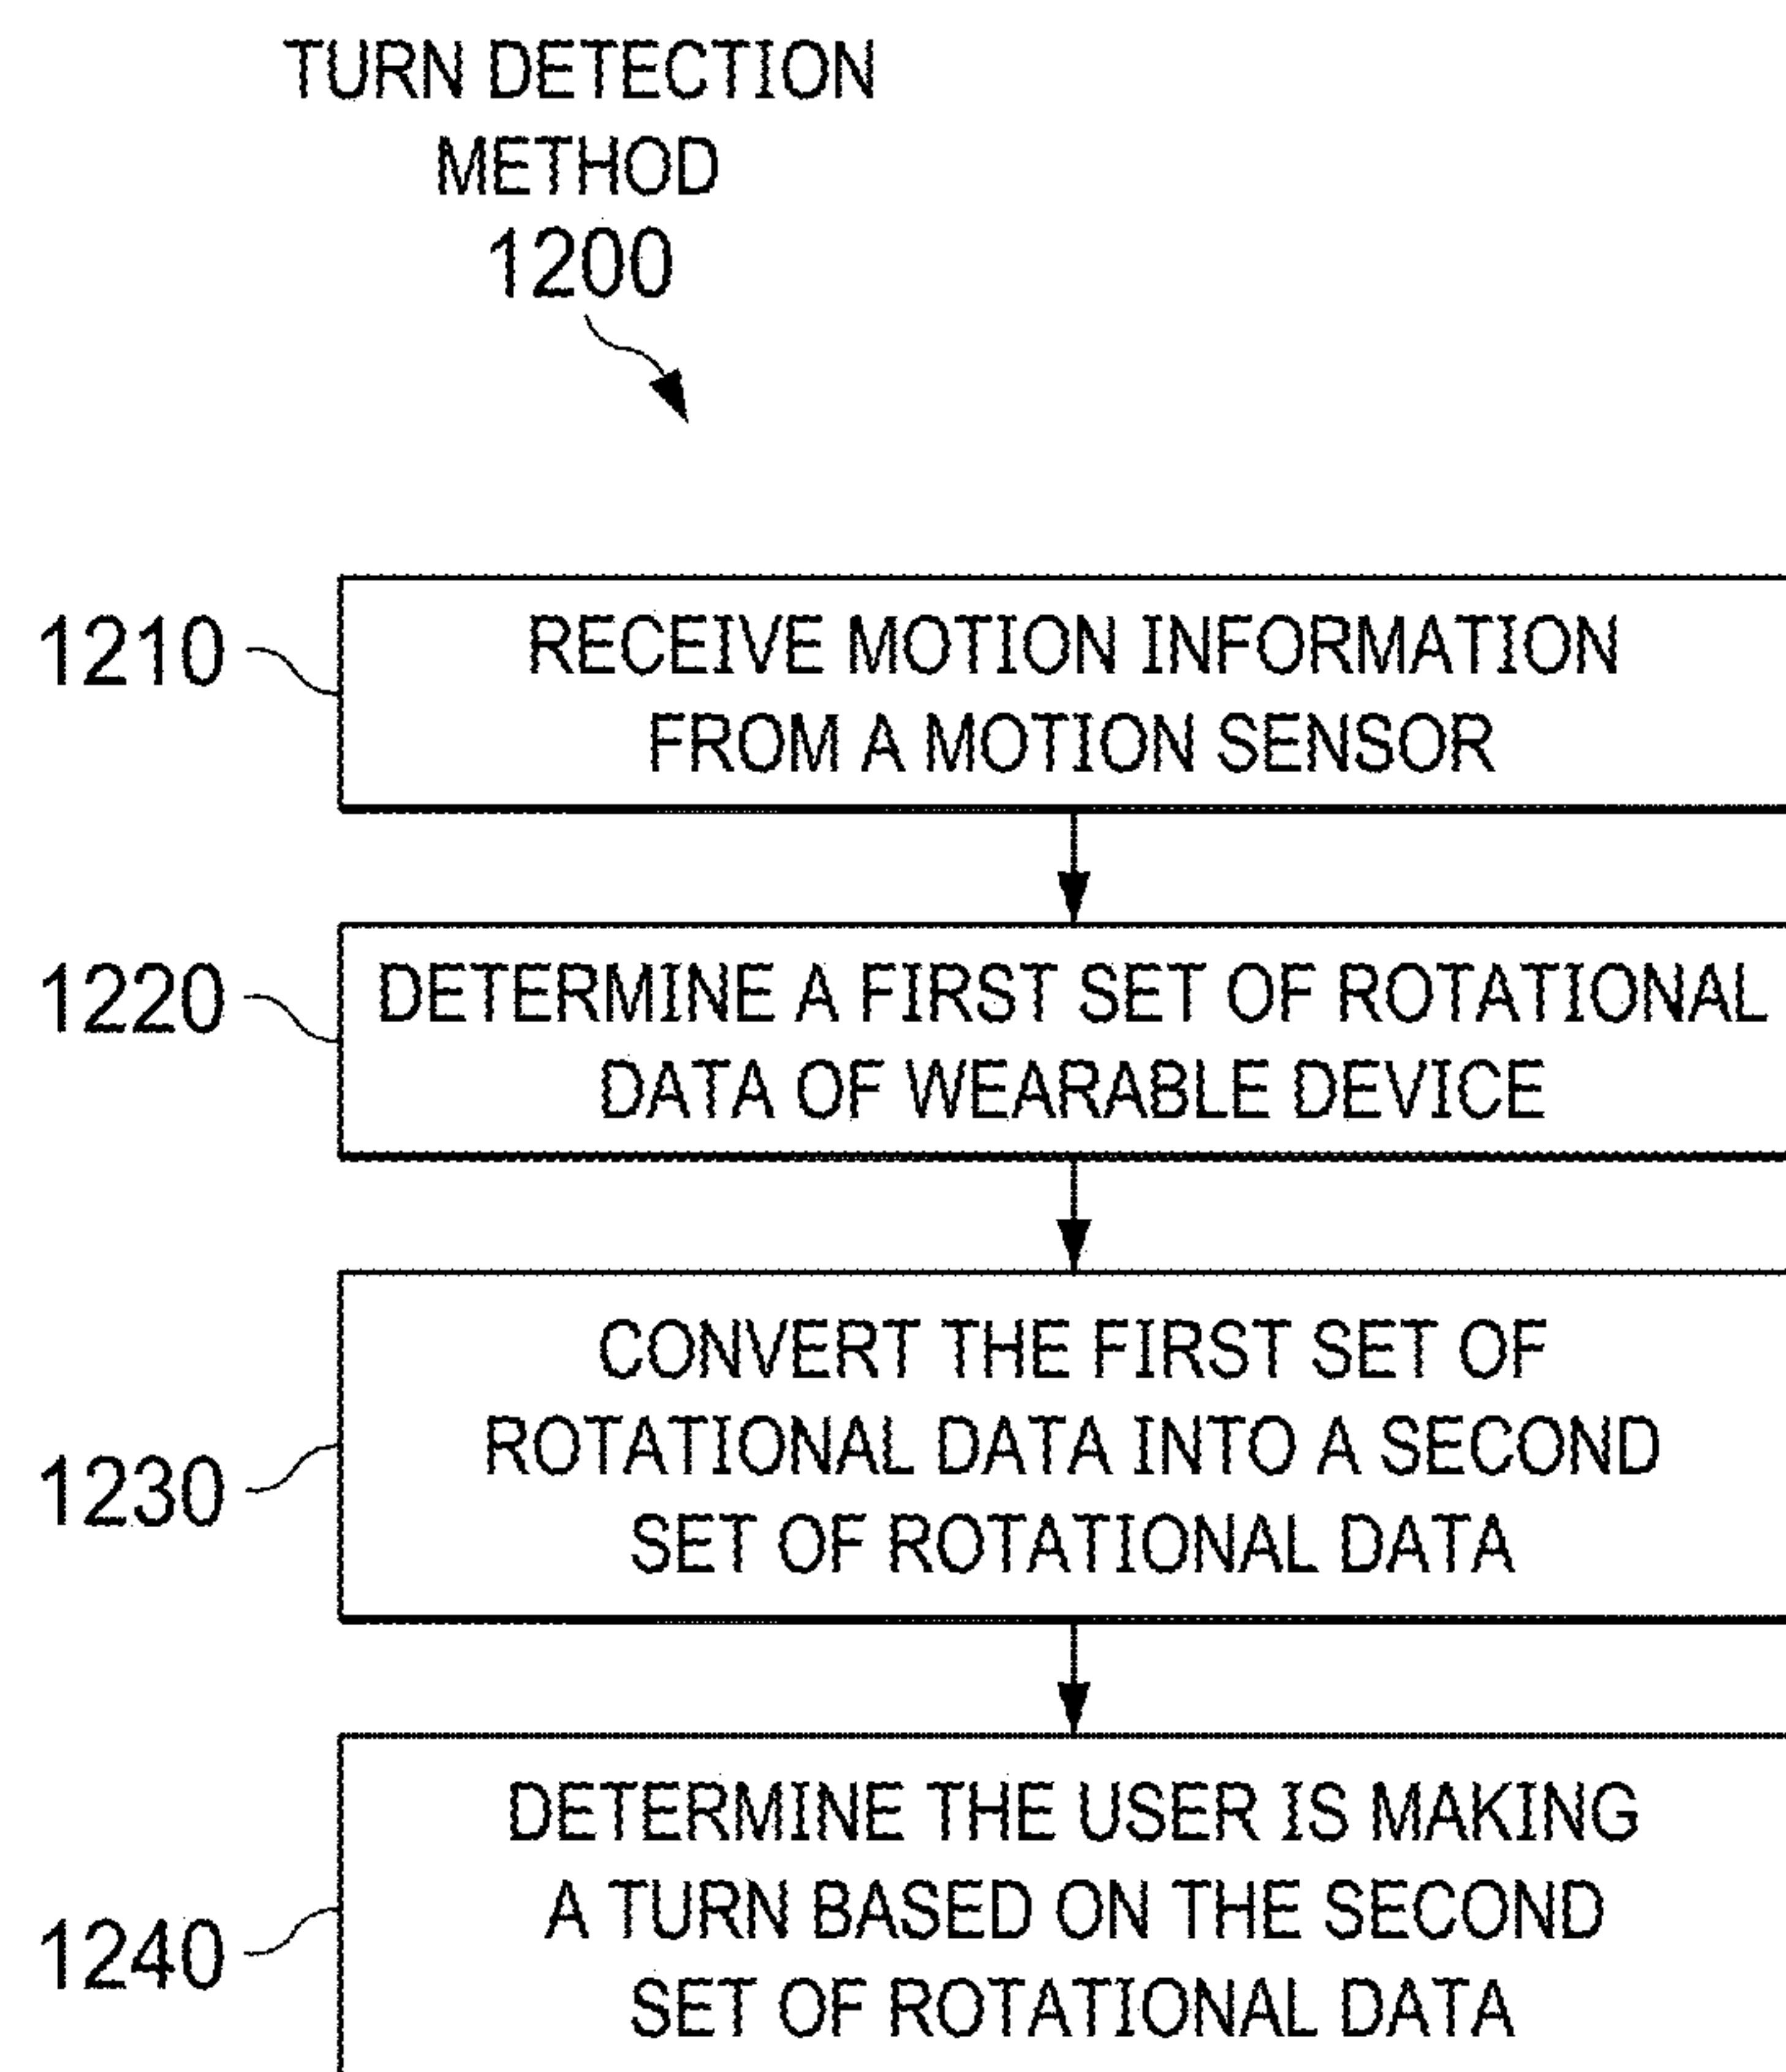 TURN DETECTION
METHOD
1200
1210
RECEIVE MOTION INFORMATION
FROM A MOTION SENSOR
1220
DETERMINE A FIRST SET OF ROTATIONAL
DATA OF WEARABLE DEVICE
1230
CONVERT THE FIRST SET OF
ROTATIONAL DATA INTO A SECOND
SET OF ROTATIONAL DATA
1240
DETERMINE THE USER IS MAKING
A TURN BASED ON THE SECOND
SET OF ROTATIONAL DATA